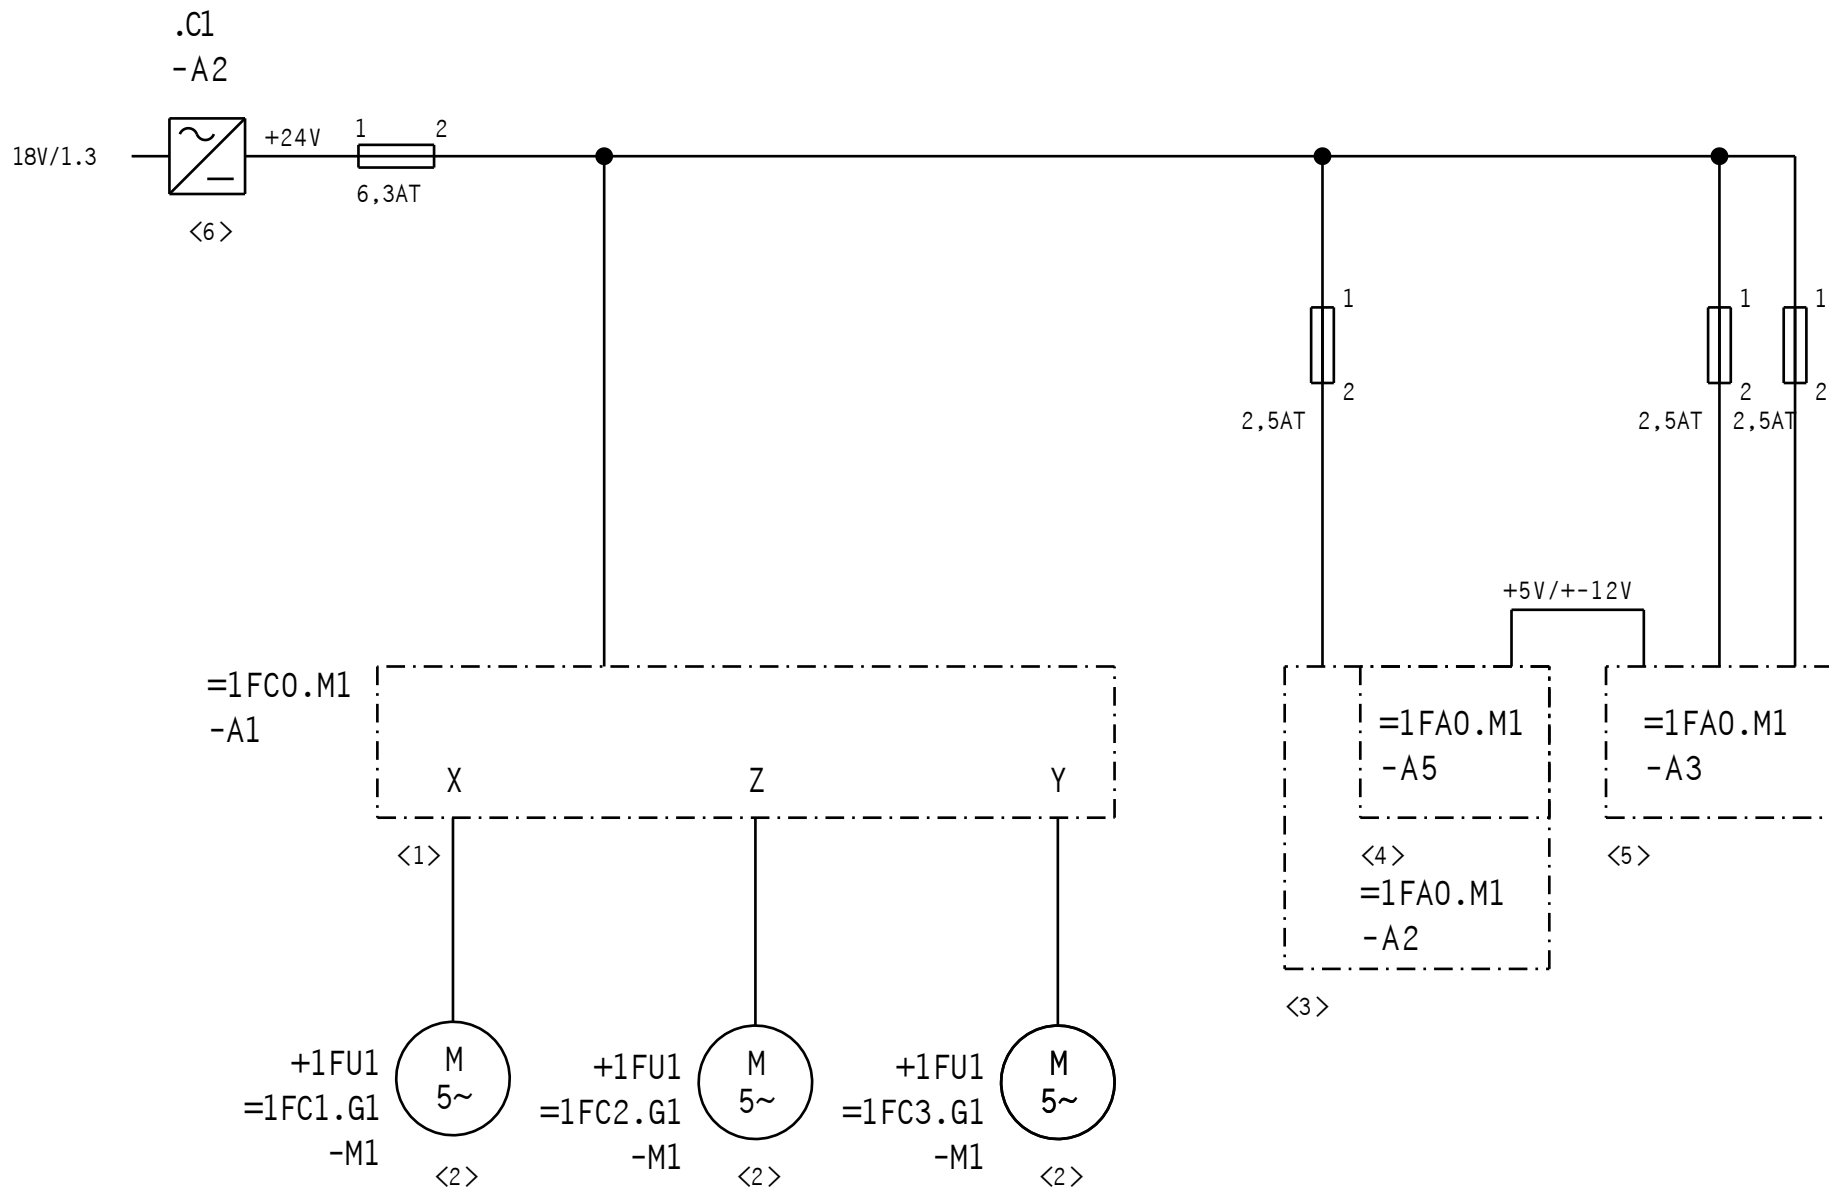 .C1
-A2
18V/1.3
+24V
1
2
6,3AT
<6>
1
2
2,5AT
1
2
2,5AT
1
2
2,5AT
+5V/+-12V
=1FC0.M1
-A1
X
Z
Y
<1>
=1FA0.M1
-A5
<4>
=1FA0.M1
-A2
<3>
=1FA0.M1
-A3
<5>
M
5~
+1FU1
=1FC1.G1
-M1
<2>
M
5~
+1FU1
=1FC2.G1
-M1
<2>
M
5~
+1FU1
=1FC3.G1
-M1
<2>